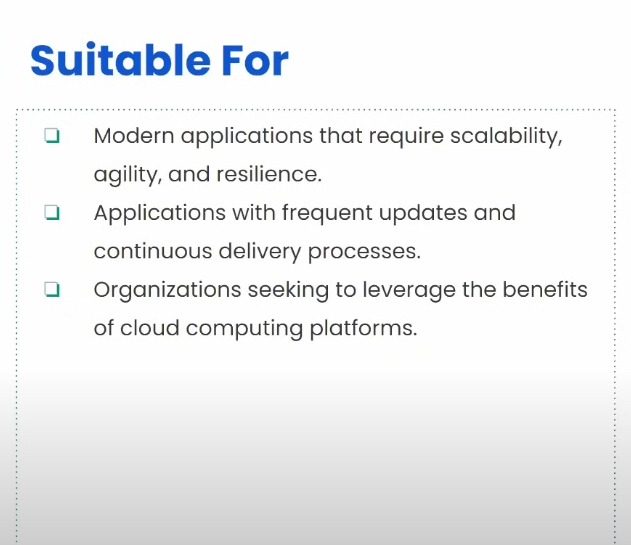 Suitable For
Modern applications that require scalability,
agility, and resilience.
Applications with frequent updates and
continuous delivery processes.
Organizations seeking to leverage the benefits
of cloud computing platforms.